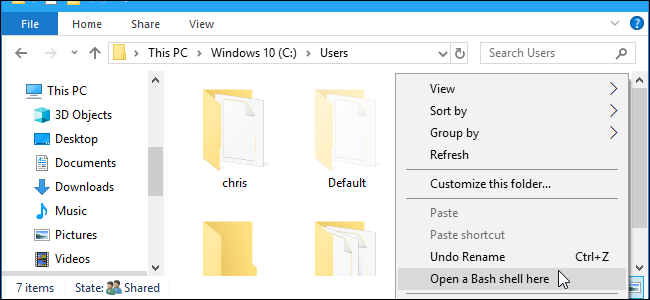 File Home Share View
This PC Windows 10 (C:) Users
Search Users
This PC
3D Objects
Desktop
Documents
Downloads
Music
Pictures
Videos
chris
Default
View
Sort by
Group by
Refresh
Customize this folder...
Paste
Paste shortcut
Undo Rename Ctrl+Z
Open a Bash shell here
7 items State: Shared